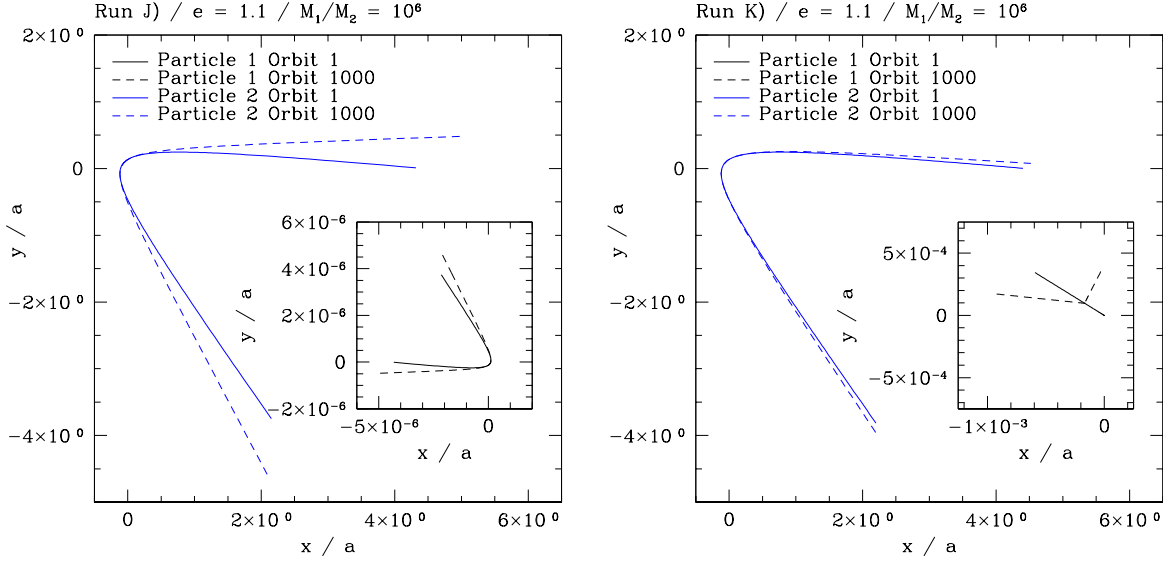 Run J) / e = 1.1 / M₁/M₂ = 10⁶
2×10⁰
0
−2×10⁰
−4×10⁰
y / a
Particle 1 Orbit 1
Particle 1 Orbit 1000
Particle 2 Orbit 1
Particle 2 Orbit 1000
6×10⁻⁶
4×10⁻⁶
2×10⁻⁶
0
−2×10⁻⁶
y / a
−5×10⁻⁶ 0
x / a
0 2×10⁰ 4×10⁰ 6×10⁰
x / a
Run K) / e = 1.1 / M₁/M₂ = 10⁶
2×10⁰
0
−2×10⁰
−4×10⁰
y / a
Particle 1 Orbit 1
Particle 1 Orbit 1000
Particle 2 Orbit 1
Particle 2 Orbit 1000
5×10⁻⁴
0
−5×10⁻⁴
y / a
−1×10⁻³ 0
x / a
0 2×10⁰ 4×10⁰ 6×10⁰
x / a